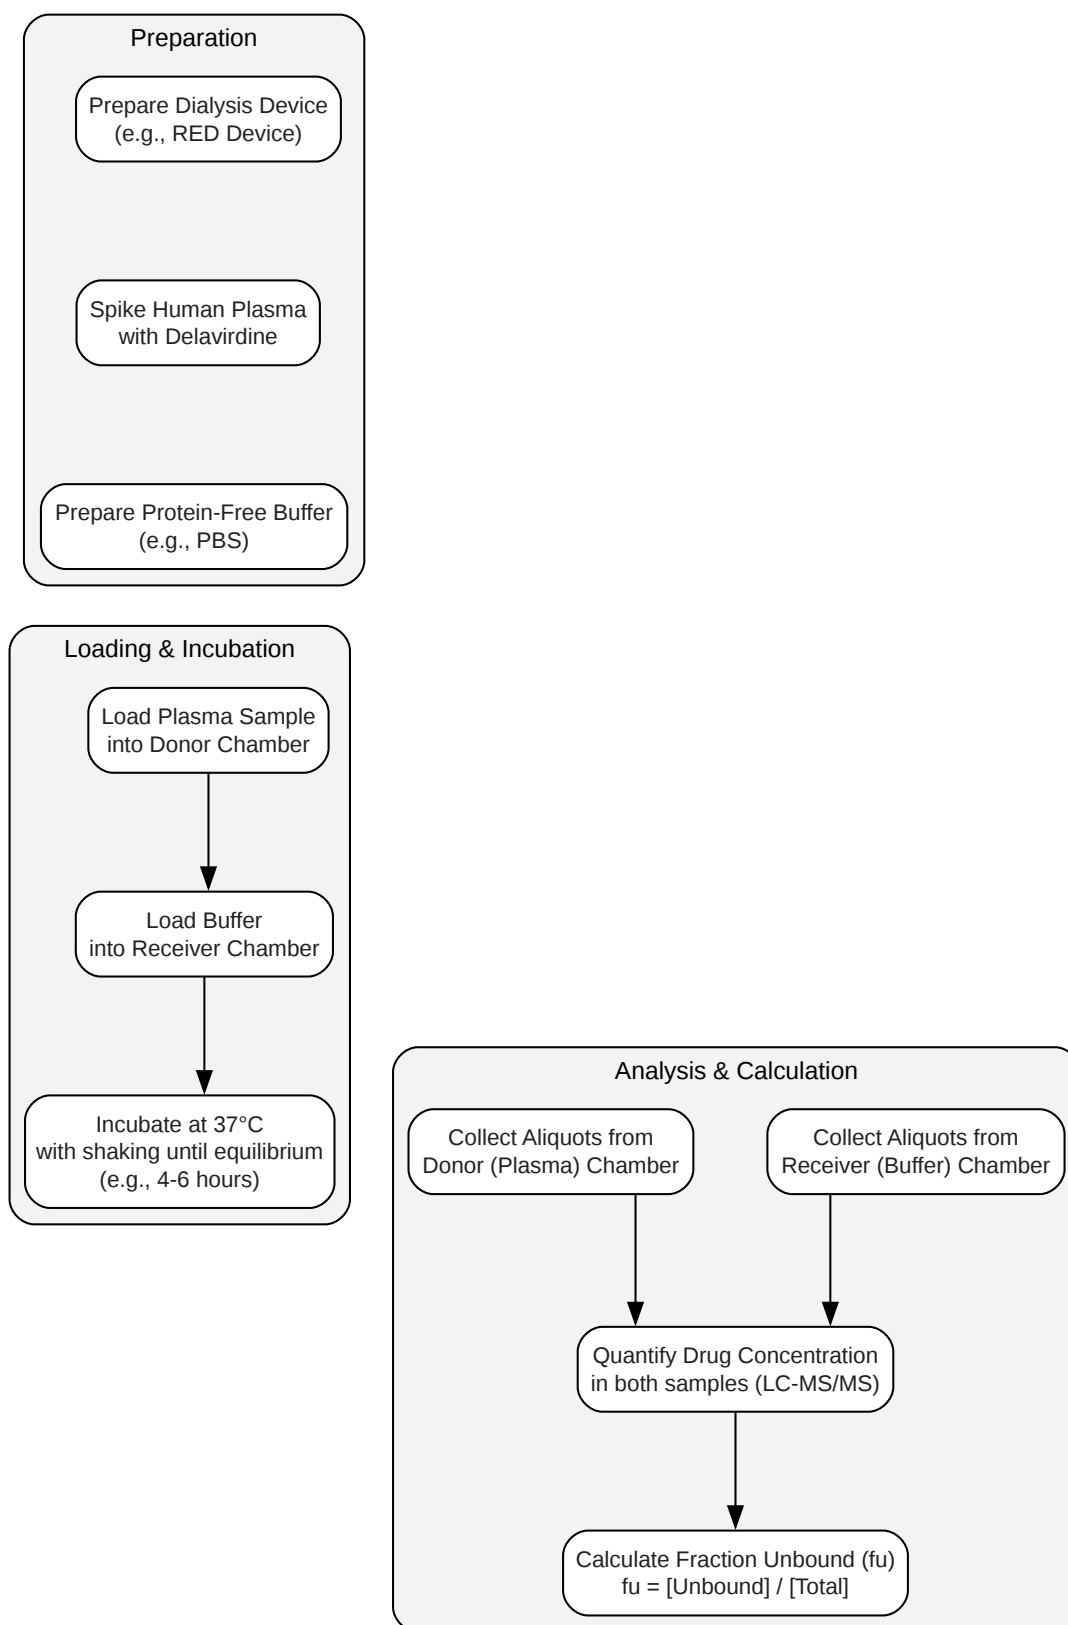 Preparation
Prepare Dialysis Device
(e.g., RED Device)
Spike Human Plasma
with Delavirdine
Prepare Protein-Free Buffer
(e.g., PBS)
Loading & Incubation
Load Plasma Sample
into Donor Chamber
Load Buffer
into Receiver Chamber
Incubate at 37°C
with shaking until equilibrium
(e.g., 4-6 hours)
Analysis & Calculation
Collect Aliquots from
Donor (Plasma) Chamber
Collect Aliquots from
Receiver (Buffer) Chamber
Quantify Drug Concentration
in both samples (LC-MS/MS)
Calculate Fraction Unbound (fu)
fu = [Unbound] / [Total]